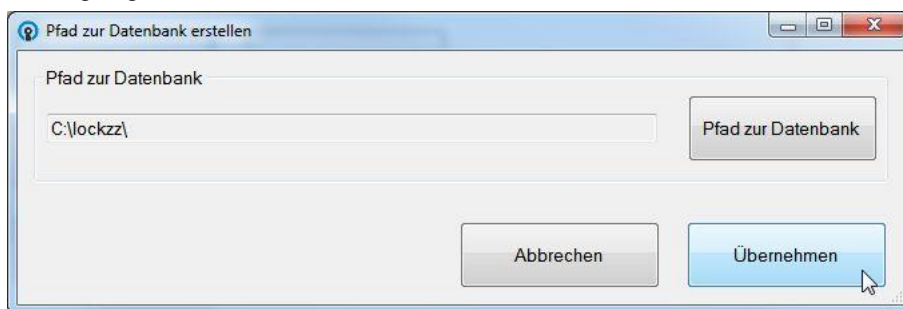 Pfad zur Datenbank erstellen
Pfad zur Datenbank
C:\lockzz\
Pfad zur Datenbank
Abbrechen
Übernehmen